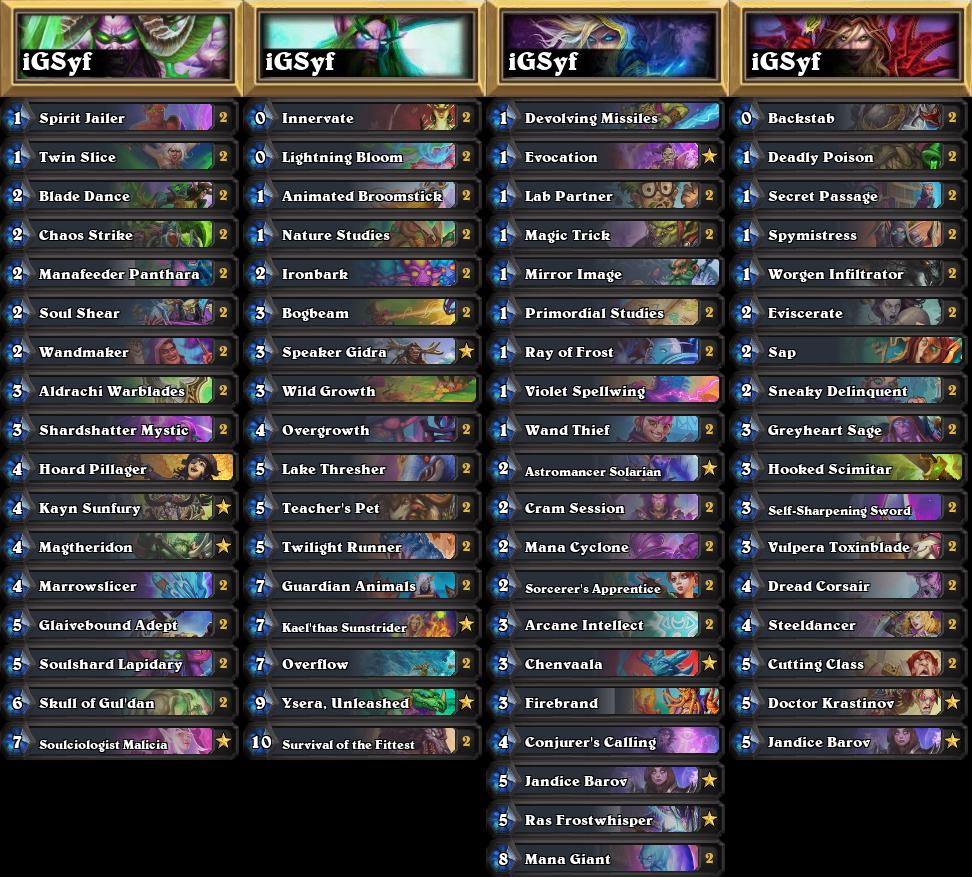 iGSyf
1 Spirit Jailer 2
1 Twin Slice 2
2 Blade Dance 2
2 Chaos Strike 2
2 Manafeeder Panthara 2
2 Soul Shear 2
2 Wandmaker 2
3 Aldrachi Warblades 2
3 Shardshatter Mystic 2
4 Hoard Pillager
4 Kayn Sunfury
4 Magtheridon
4 Marrowslicer 2
5 Glaivebound Adept 2
5 Soulshard Lapidary 2
6 Skull of Gul'dan 2
7 Soulciologist Malicia
iGSyf
0 Innervate 2
0 Lightning Bloom 2
1 Animated Broomstick 2
1 Nature Studies 2
2 Ironbark 2
3 Bogbeam 2
3 Speaker Gidra
3 Wild Growth 2
4 Overgrowth 2
5 Lake Thresher 2
5 Teacher's Pet 2
5 Twilight Runner 2
7 Guardian Animals 2
7 Kael'thas Sunstrider
7 Overflow 2
9 Ysera, Unleashed
10 Survival of the Fittest 2
iGSyf
1 Devolving Missiles
1 Evocation
1 Lab Partner 2
1 Magic Trick 2
1 Mirror Image
1 Primordial Studies 2
1 Ray of Frost 2
1 Violet Spellwing
1 Wand Thief 2
2 Astromancer Solarian
2 Cram Session 2
2 Mana Cyclone 2
2 Sorcerer's Apprentice 2
3 Arcane Intellect 2
3 Chenvaala
3 Firebrand
4 Conjurer's Calling
5 Jandice Barov
5 Ras Frostwhisper
8 Mana Giant 2
iGSyf
0 Backstab 2
1 Deadly Poison 2
1 Secret Passage 2
1 Spymistress 2
1 Worgen Infiltrator 2
2 Eviscerate 2
2 Sap
2 Sneaky Delinquent 2
3 Greyheart Sage 2
3 Hooked Scimitar
3 Self-Sharpening Sword 2
3 Vulpera Toxinblade 2
4 Dread Corsair 2
4 Steeldancer 2
5 Cutting Class 2
5 Doctor Krastinov
5 Jandice Barov